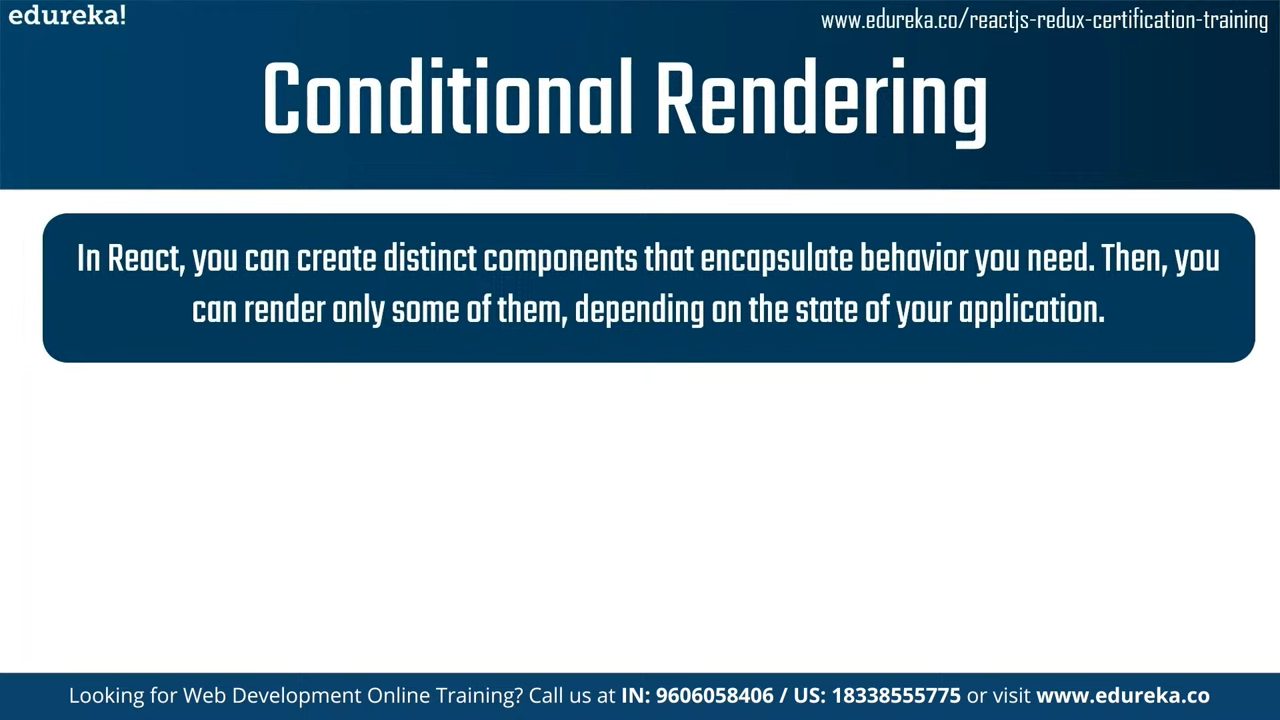 edureka!
www.edureka.co/reactjs-redux-certification-training
Conditional Rendering
In React, you can create distinct components that encapsulate behavior you need. Then, you
can render only some of them, depending on the state of your application.
Looking for Web Development Online Training? Call us at IN: 9606058406 / US: 18338555775 or visit www.edureka.co